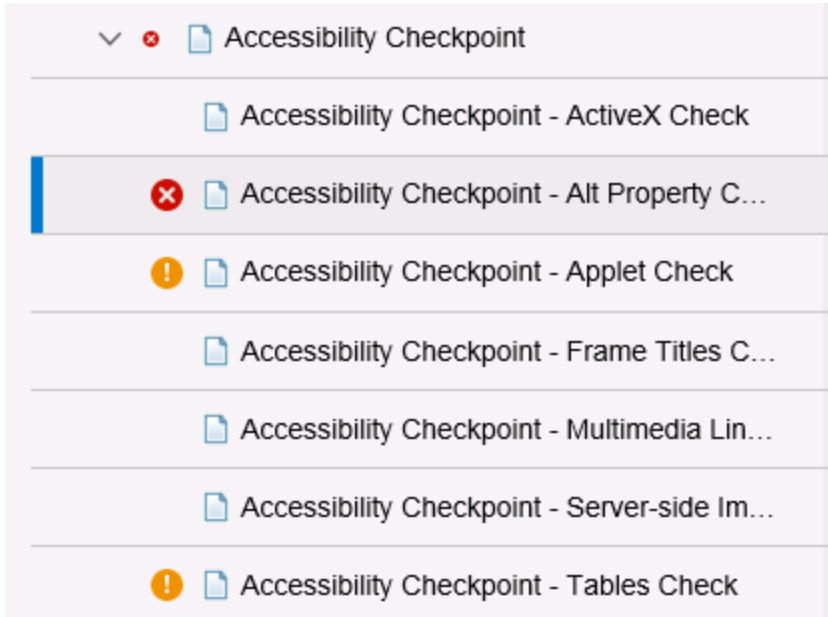 Accessibility Checkpoint
Accessibility Checkpoint - ActiveX Check
Accessibility Checkpoint - Alt Property C...
Accessibility Checkpoint - Applet Check
Accessibility Checkpoint - Frame Titles C...
Accessibility Checkpoint - Multimedia Lin...
Accessibility Checkpoint - Server-side Im...
Accessibility Checkpoint - Tables Check